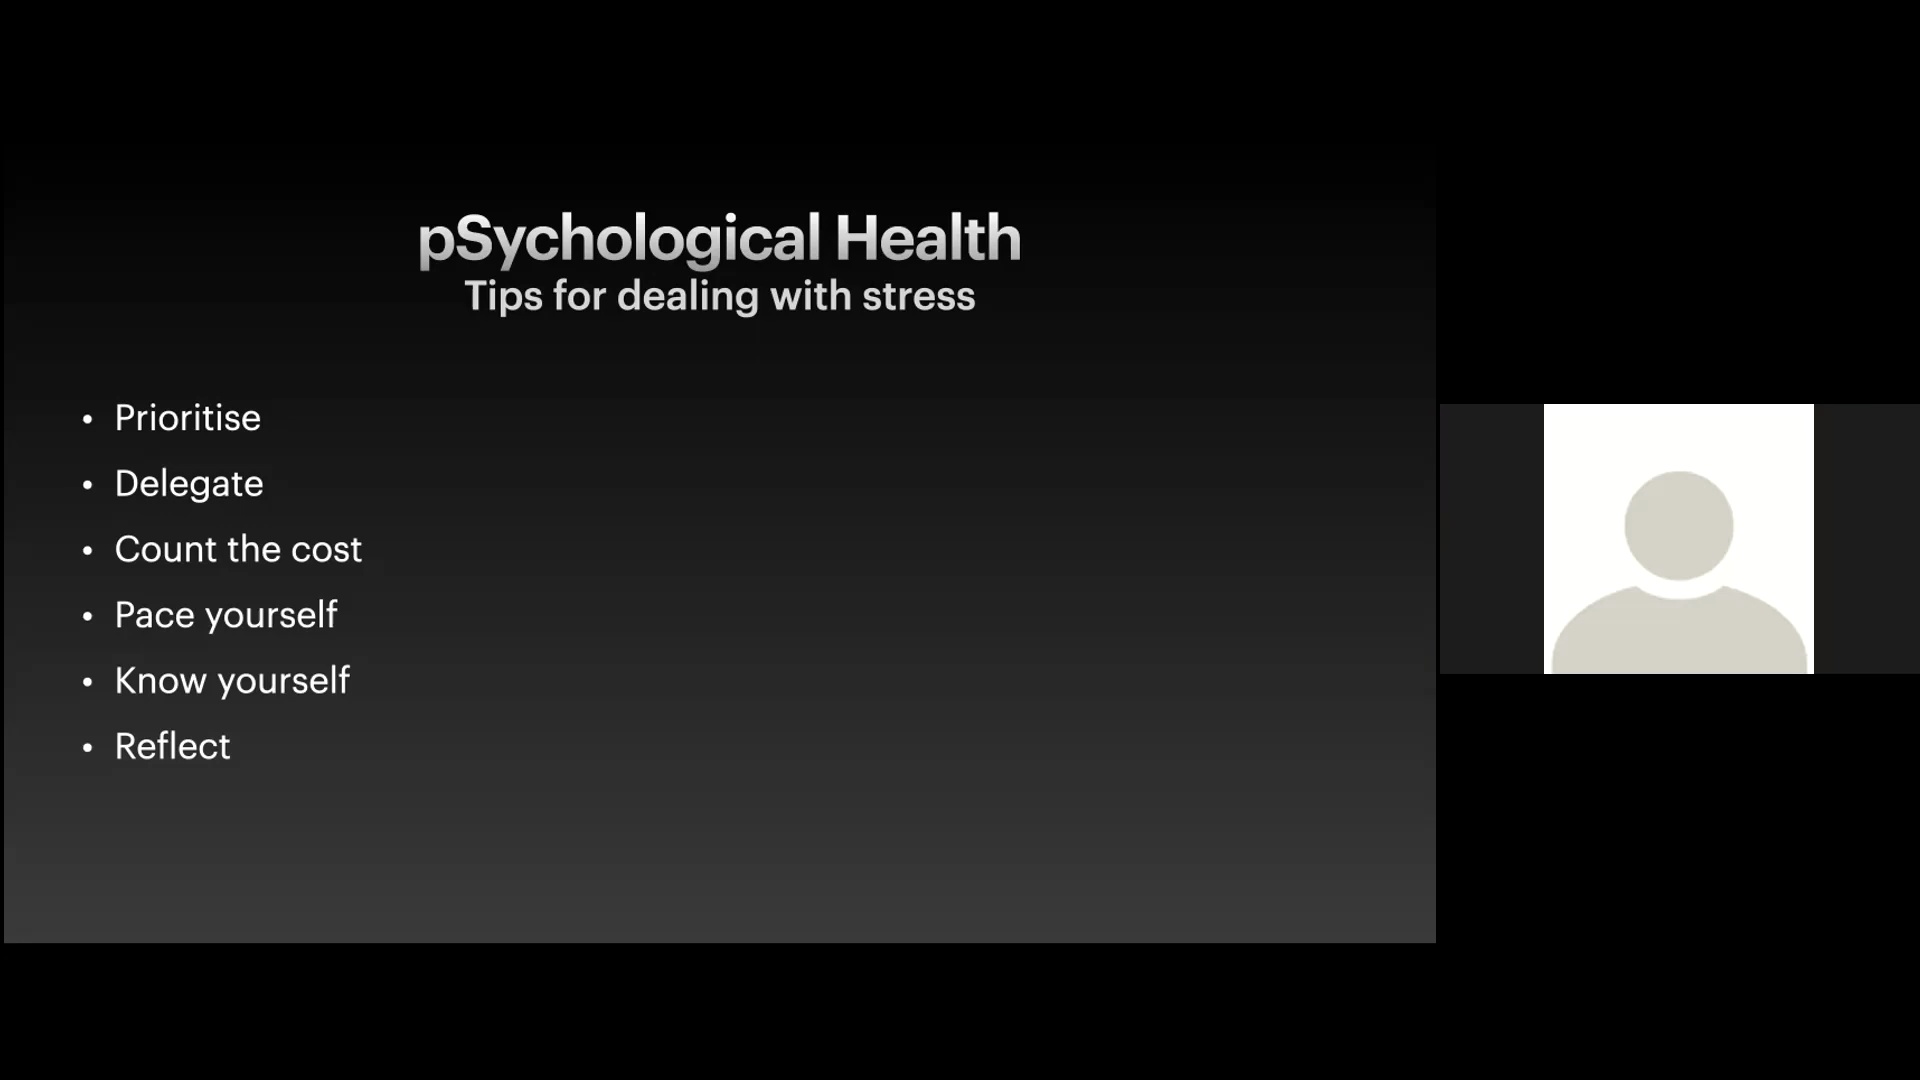 pSychological Health
Tips for dealing with stress
• Prioritise
• Delegate
• Count the cost
• Pace yourself
• Know yourself
• Reflect